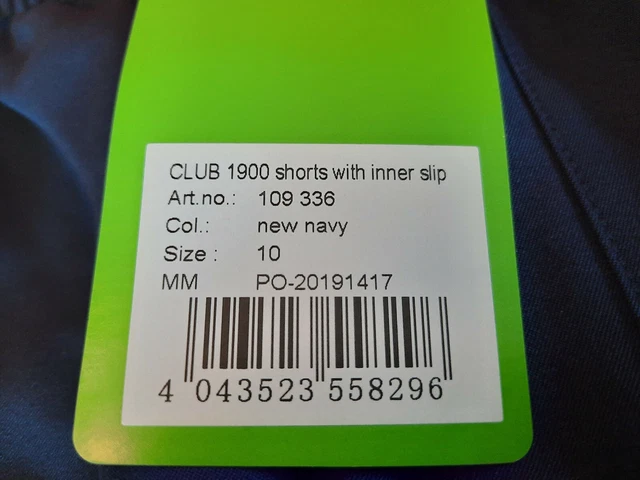 CLUB 1900 shorts with inner slip
Art.no.: 109 336
Col.: new navy
Size : 10
MM PO-20191417
4 043523 558296